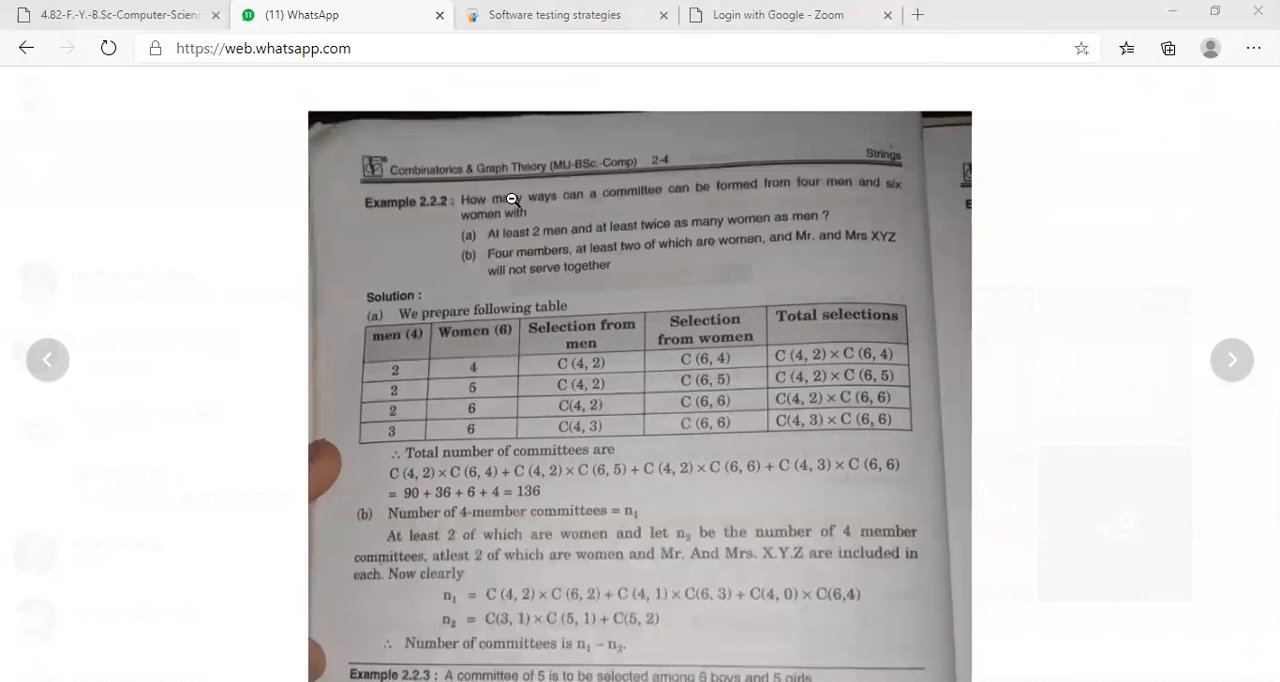 4.82-F.-Y.-B.Sc-Computer-Scienc
(11) WhatsApp
Software testing strategies
Login with Google - Zoom
https://web.whatsapp.com
Combinatorics & Graph Theory (MU-BSc.-Comp) 2-4 Strings
Example 2.2.2 : How many ways can a committee can be formed from four men and six
women with
(a) At least 2 men and at least twice as many women as men ?
(b) Four members, at least two of which are women, and Mr. and Mrs XYZ
will not serve together
Solution :
(a) We prepare following table
men (4) Women (6) Selection from men Selection from women Total selections
2 4 C (4, 2) C (6, 4) C (4, 2) × C (6, 4)
2 5 C (4, 2) C (6, 5) C (4, 2) × C (6, 5)
2 6 C(4, 2) C (6, 6) C(4, 2) × C (6, 6)
3 6 C(4, 3) C (6, 6) C(4, 3) × C (6, 6)
∴ Total number of committees are
C (4, 2) × C (6, 4) + C (4, 2) × C (6, 5) + C (4, 2) × C (6, 6) + C (4, 3) × C (6, 6)
= 90 + 36 + 6 + 4 = 136
(b) Number of 4-member committees = n₁
At least 2 of which are women and let n₂ be the number of 4 member
committees, atlest 2 of which are women and Mr. And Mrs. X.Y.Z are included in
each. Now clearly
n₁ = C (4, 2) × C (6, 2) + C (4, 1) × C(6, 3) + C(4, 0) × C(6,4)
n₂ = C(3, 1) × C (5, 1) + C(5, 2)
∴ Number of committees is n₁ – n₂.
Example 2.2.3 : A committee of 5 is to be selected among 6 boys and 5 girls